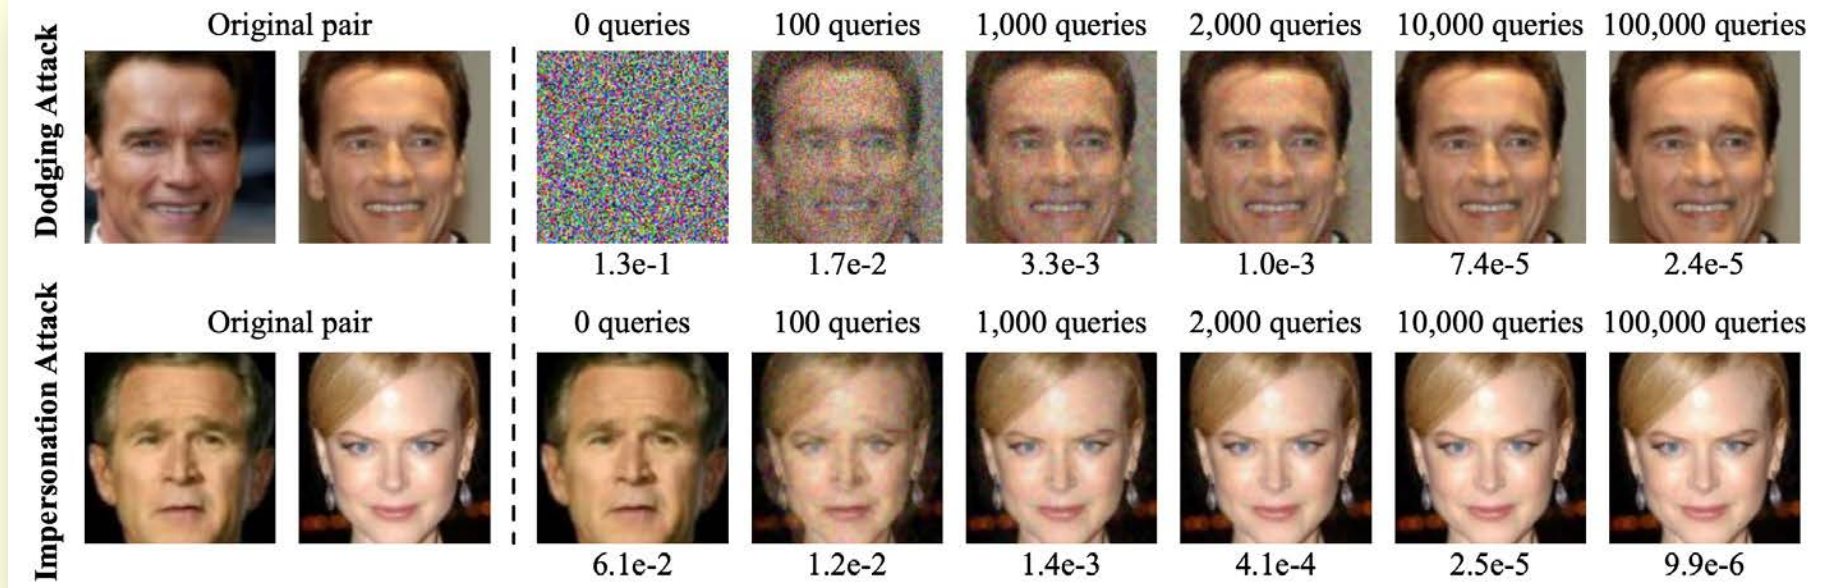 Dodging Attack
Original pair
0 queries
100 queries
1,000 queries
2,000 queries
10,000 queries
100,000 queries
1.3e-1
1.7e-2
3.3e-3
1.0e-3
7.4e-5
2.4e-5
Impersonation Attack
Original pair
0 queries
100 queries
1,000 queries
2,000 queries
10,000 queries
100,000 queries
6.1e-2
1.2e-2
1.4e-3
4.1e-4
2.5e-5
9.9e-6